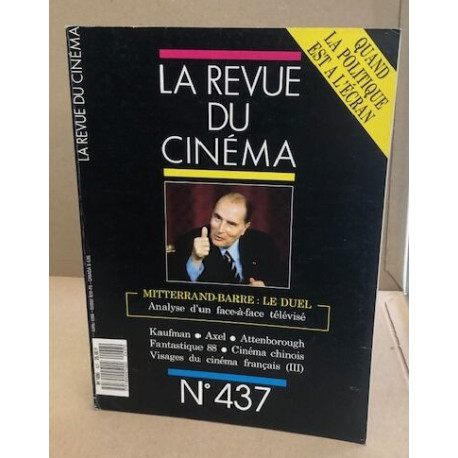 LA REVUE DU CINÉMA
QUAND
LA POLITIQUE
EST A L'ÉCRAN
LA REVUE
DU
CINÉMA
MITTERRAND-BARRE : LE DUEL
Analyse d'un face-à-face télévisé
Kaufman • Axel • Attenborough
Fantastique 88 • Cinéma chinois
Visages du cinéma français (III)
N° 437